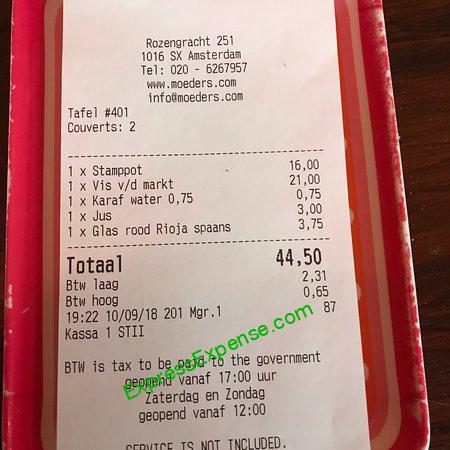 Rozengracht 251
1016 SX Amsterdam
Tel: 020 - 6267957
www.moeders.com
info@moeders.com
Tafel #401
Couverts: 2
1 x Stamppot 16,00
1 x Vis v/d markt 21,00
1 x Karaf water 0,75 0,75
1 x Jus 3,00
1 x Glas rood Rioja spaans 3,75
Totaal 44,50
Btw laag 2,31
Btw hoog 0,65
19:22 10/09/18 201 Mgr.1 87
Kassa 1 STII
BTW is tax to be paid to the government
geopend vanaf 17:00 uur
Zaterdag en Zondag
geopend vanaf 12:00
SERVICE IS NOT INCLUDED.
ExpressExpense.com